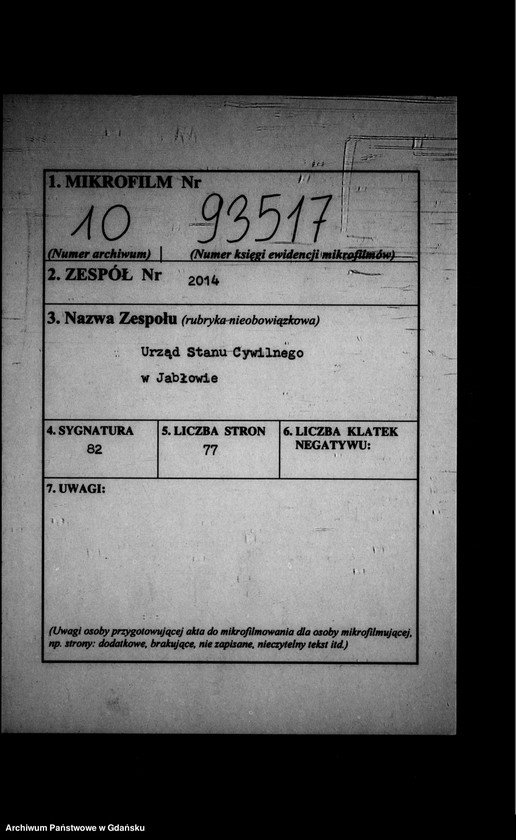 1. MIKROFILM Nr
10 93517
(Numer archiwum) (Numer księgi ewidencji mikrofilmów)
2. ZESPÓŁ Nr 2014
3. Nazwa Zespołu (rubryka-nieobowiązkowa)
Urząd Stanu Cywilnego
w Jabłowie
4. SYGNATURA 5. LICZBA STRON 6. LICZBA KLATEK
NEGATYWU:
82 77
7. UWAGI:
(Uwagi osoby przygotowującej akta do mikrofilmowania dla osoby mikrofilmującej,
np. strony: dodatkowe, brakujące, nie zapisane, nieczytelny tekst itd.)
Archiwum Państwowe w Gdańsku